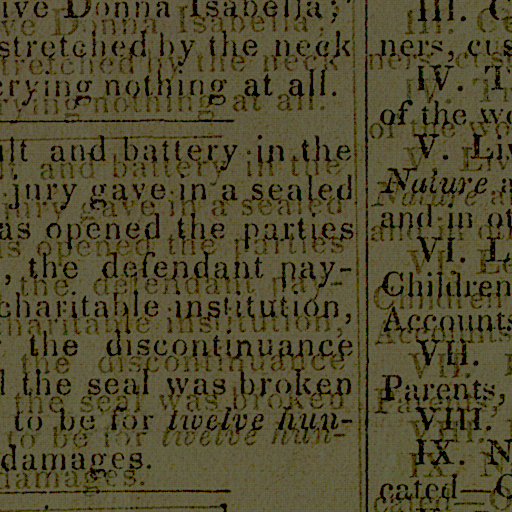 ive Donna Isabella;
stretched by the neck
crying nothing at all.
ult and battery in the
jury gave in a sealed
as opened the parties
, the defendant pay-
charitable institution,
the discontinuance
the seal was broken
to be for twelve hun-
damages.
III. C
ners, cus
IV. T
of the wo
V. Liv
Nature a
and in ot
VI. L
Children
Accounts
VII.
Parents,
VIII.
IX. N
cated—C